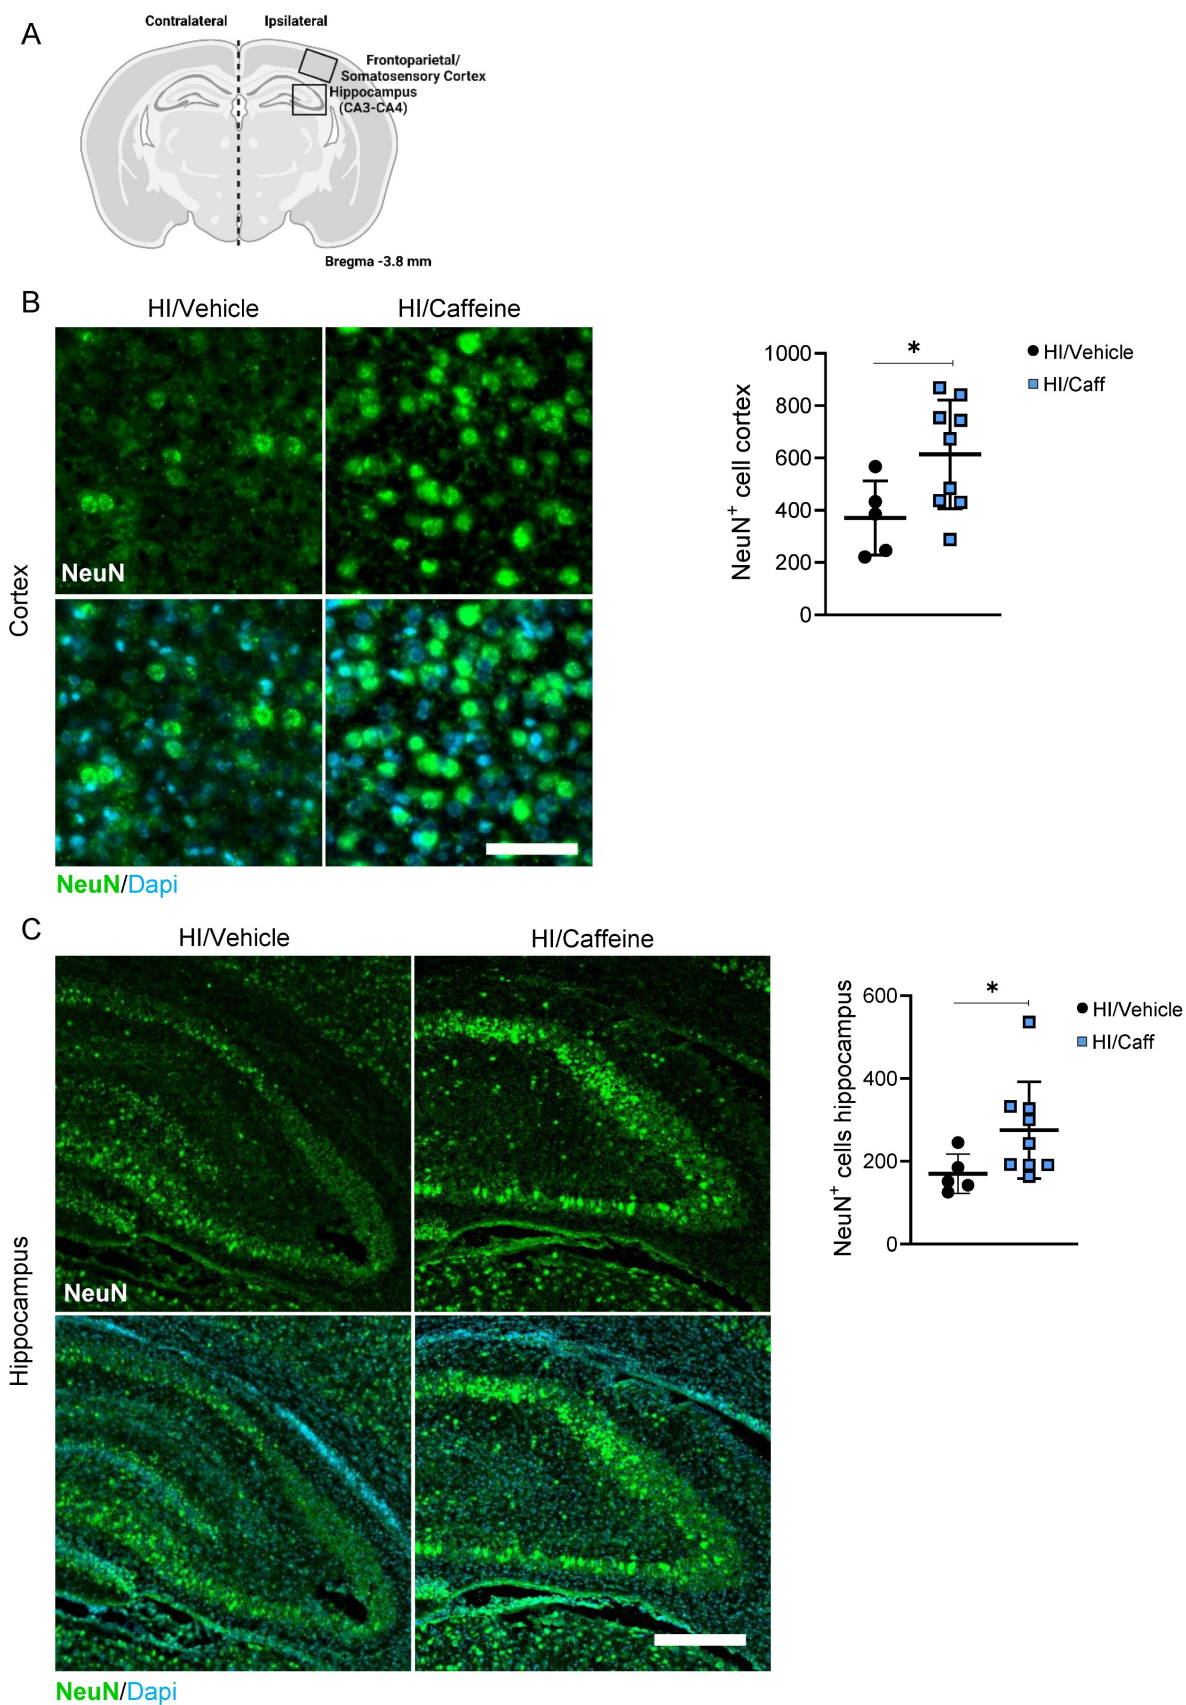 A
Contralateral
Ipsilateral
Frontoparietal/
Somatosensory Cortex
Hippocampus
(CA3-CA4)
Bregma -3.8 mm
B
HI/Vehicle
HI/Caffeine
Cortex
NeuN
NeuN/Dapi
NeuN+ cell cortex
1000
800
600
400
200
0
*
HI/Vehicle
HI/Caff
C
HI/Vehicle
HI/Caffeine
Hippocampus
NeuN
NeuN/Dapi
NeuN+ cells hippocampus
600
400
200
0
*
HI/Vehicle
HI/Caff